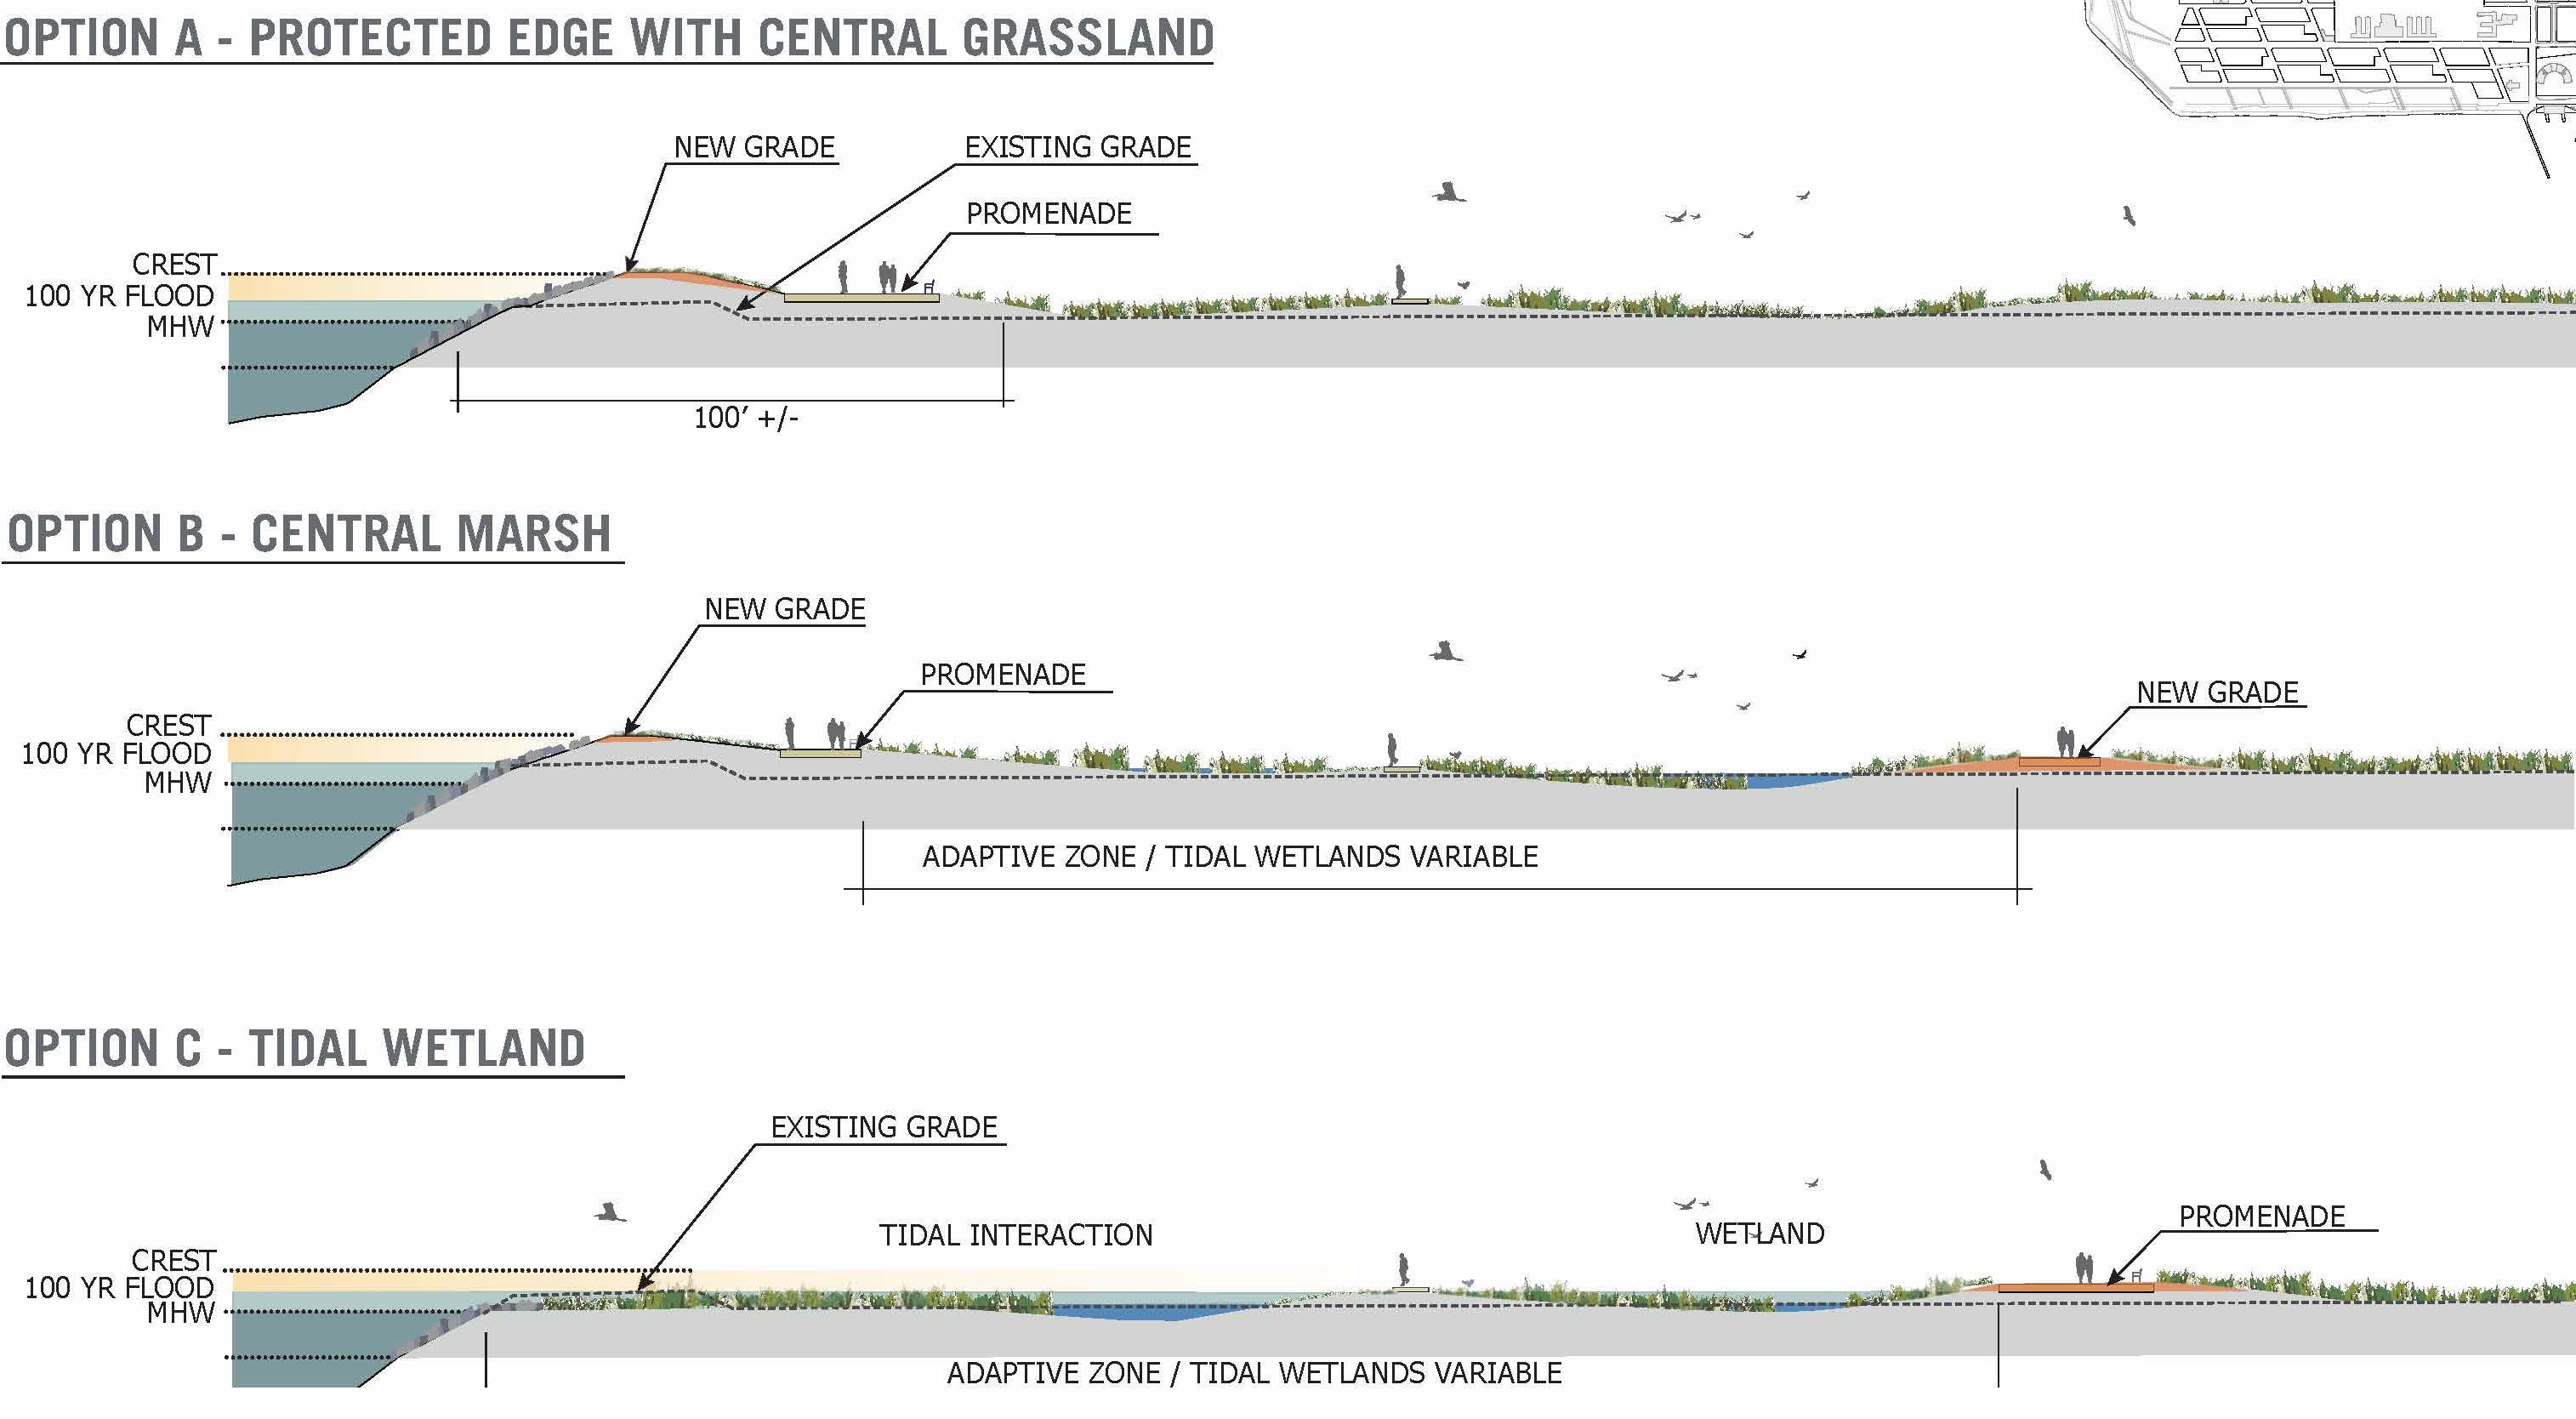 OPTION A - PROTECTED EDGE WITH CENTRAL GRASSLAND
NEW GRADE
EXISTING GRADE
PROMENADE
CREST
100 YR FLOOD
MHW
100’ +/-
OPTION B - CENTRAL MARSH
NEW GRADE
PROMENADE
NEW GRADE
CREST
100 YR FLOOD
MHW
ADAPTIVE ZONE / TIDAL WETLANDS VARIABLE
OPTION C - TIDAL WETLAND
EXISTING GRADE
TIDAL INTERACTION
WETLAND
PROMENADE
CREST
100 YR FLOOD
MHW
ADAPTIVE ZONE / TIDAL WETLANDS VARIABLE